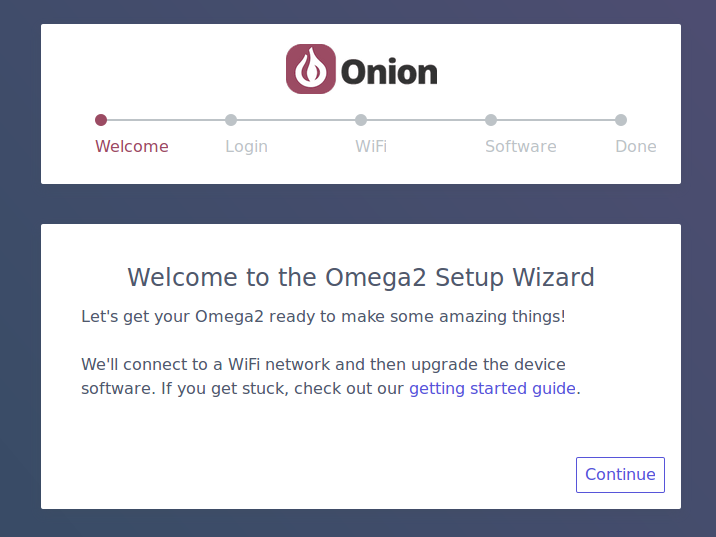 Onion
Welcome Login WiFi Software Done
Welcome to the Omega2 Setup Wizard
Let's get your Omega2 ready to make some amazing things!
We'll connect to a WiFi network and then upgrade the device
software. If you get stuck, check out our getting started guide.
Continue